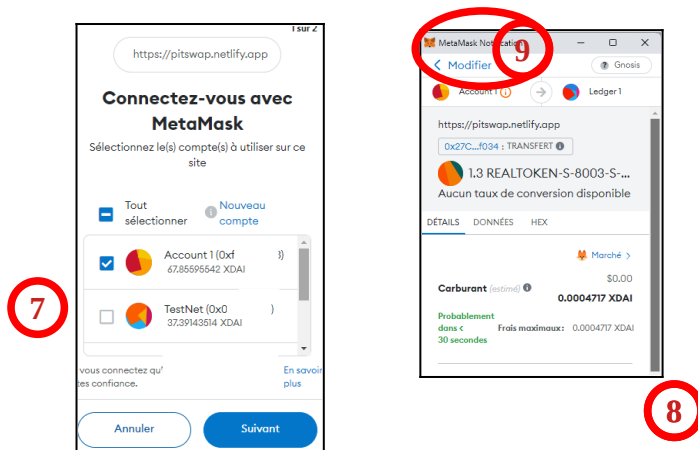 1 sur 2
https://pitswap.netlify.app
Connectez-vous avec
MetaMask
Sélectionnez le(s) compte(s) à utiliser sur ce
site
Tout
sélectionner
Nouveau
compte
Account 1 (0xf 3)
67.85595542 XDAI
TestNet (0x0 )
37.39143514 XDAI
vous connectez qu'
tes confiance.
En savoir
plus
Annuler
Suivant
7
MetaMask Notification
9
Modifier
Gnosis
Account 1
Ledger 1
https://pitswap.netlify.app
0x27C...f034 : TRANSFERT
1.3 REALTOKEN-S-8003-S-...
Aucun taux de conversion disponible
DÉTAILS DONNÉES HEX
Marché >
$0.00
Carburant (estimé)
0.0004717 XDAI
Probablement
dans <
30 secondes
Frais maximaux : 0.0004717 XDAI
8